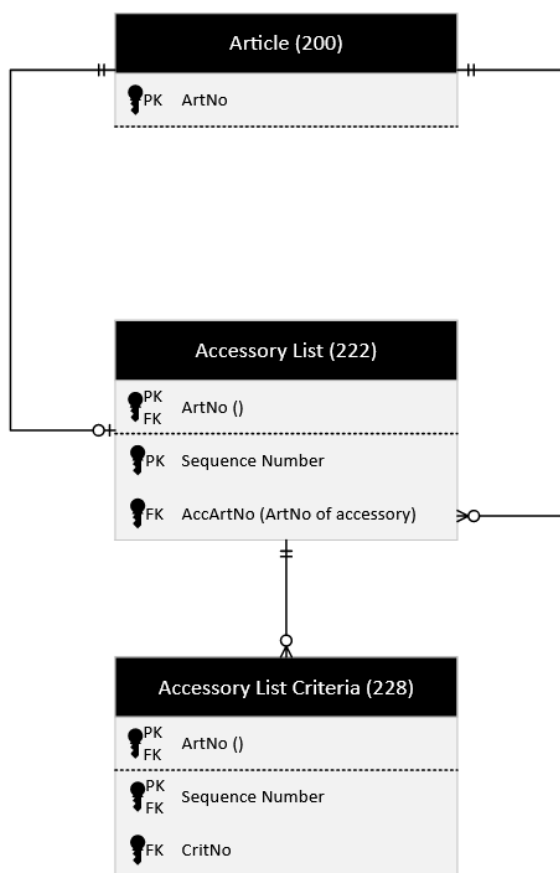 Article (200)
PK ArtNo
Accessory List (222)
PK
FK ArtNo ()
PK Sequence Number
FK AccArtNo (ArtNo of accessory)
Accessory List Criteria (228)
PK
FK ArtNo ()
PK
FK Sequence Number
FK CritNo